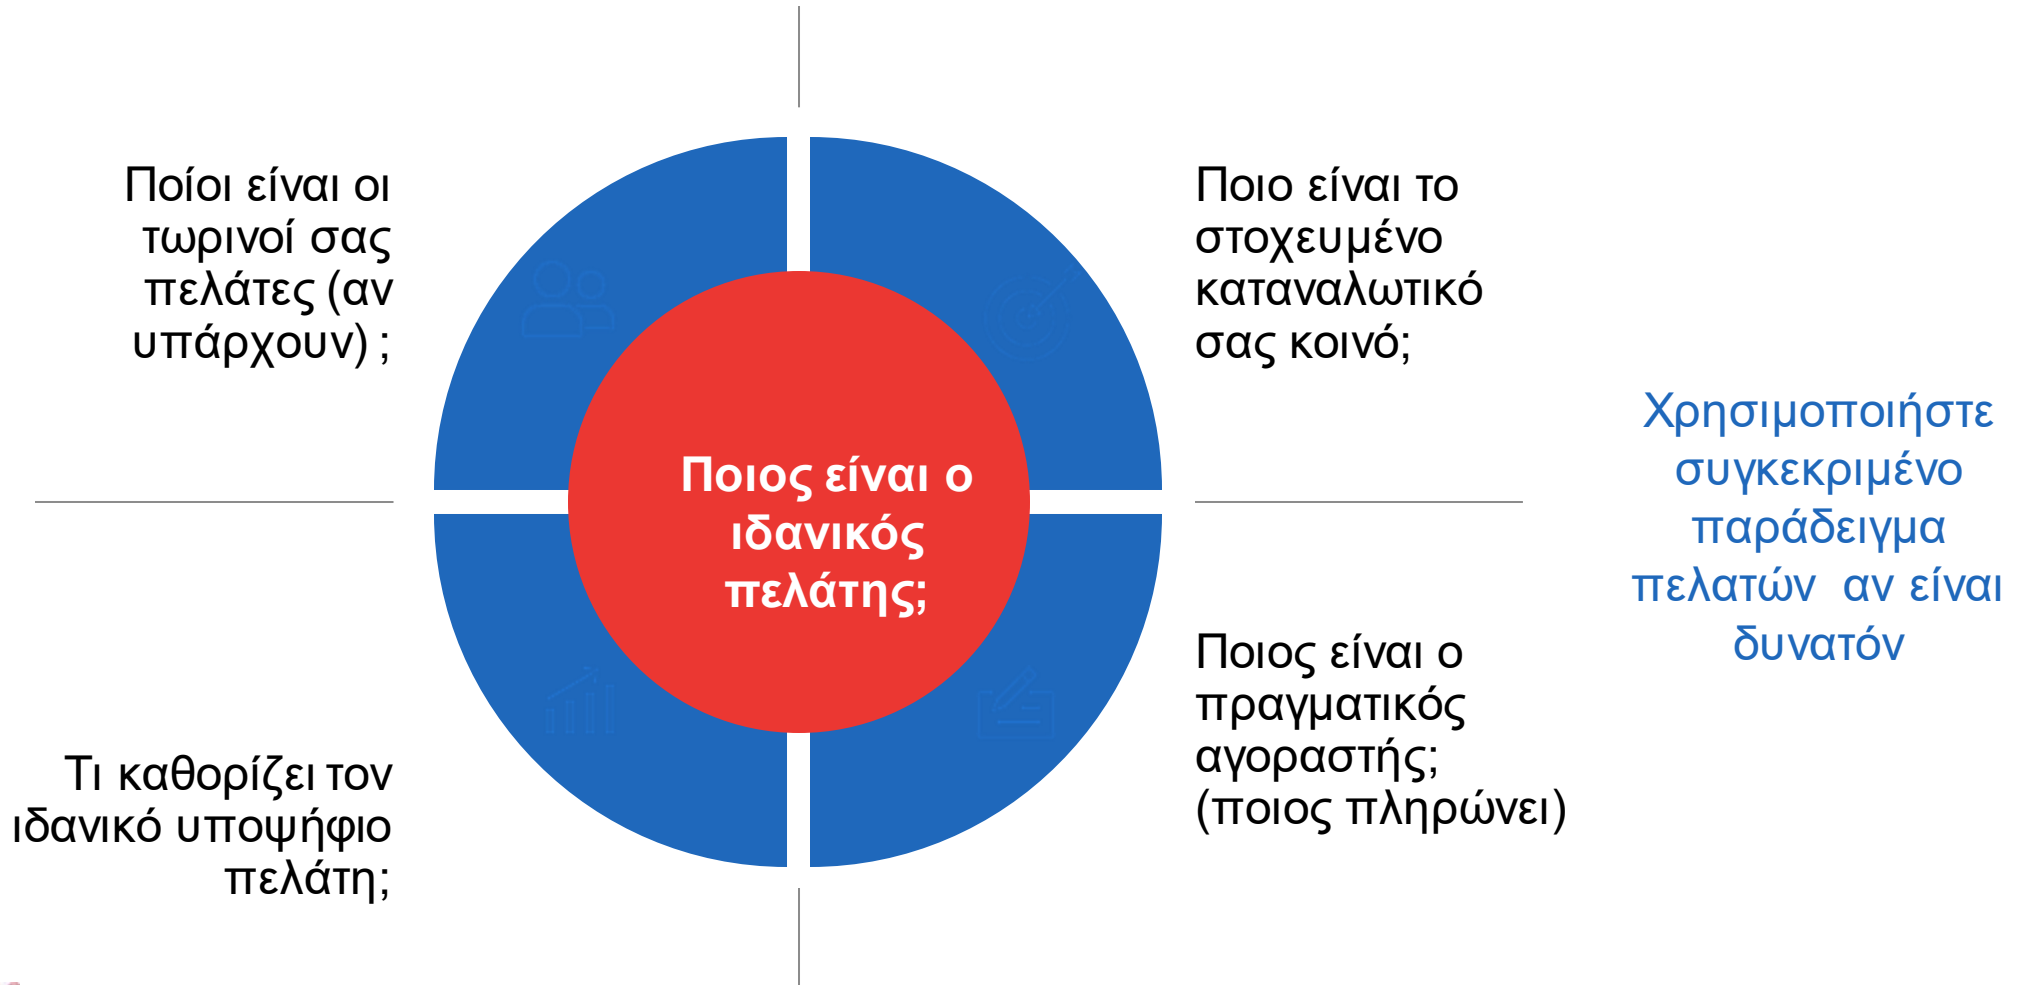 Ποίοι είναι οι
τωρινοί σας
πελάτες (αν
υπάρχουν) ;
Ποιο είναι το
στοχευμένο
καταναλωτικό
σας κοινό;
Ποιος είναι ο
ιδανικός
πελάτης;
Τι καθορίζει τον
ιδανικό υποψήφιο
πελάτη;
Ποιος είναι ο
πραγματικός
αγοραστής;
(ποιος πληρώνει)
Χρησιμοποιήστε
συγκεκριμένο
παράδειγμα
πελατών  αν είναι
δυνατόν